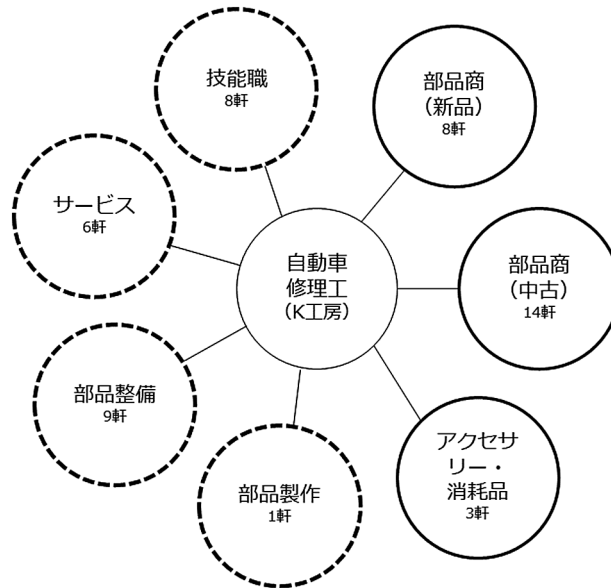 技能職
8軒
部品商
（新品）
8軒
サービス
6軒
自動車
修理工
（K工房）
部品商
（中古）
14軒
部品整備
9軒
アクセサ
リー・
消耗品
3軒
部品製作
1軒